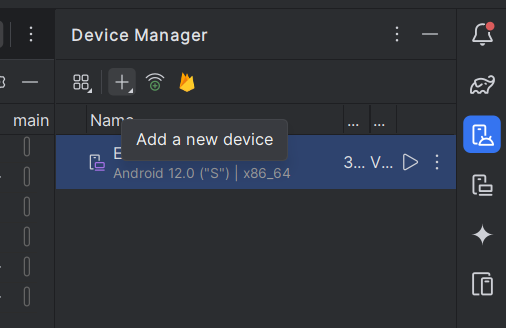 Device Manager
main
Name
...
...
Add a new device
E
3...
V...
Android 12.0 ("S") | x86_64